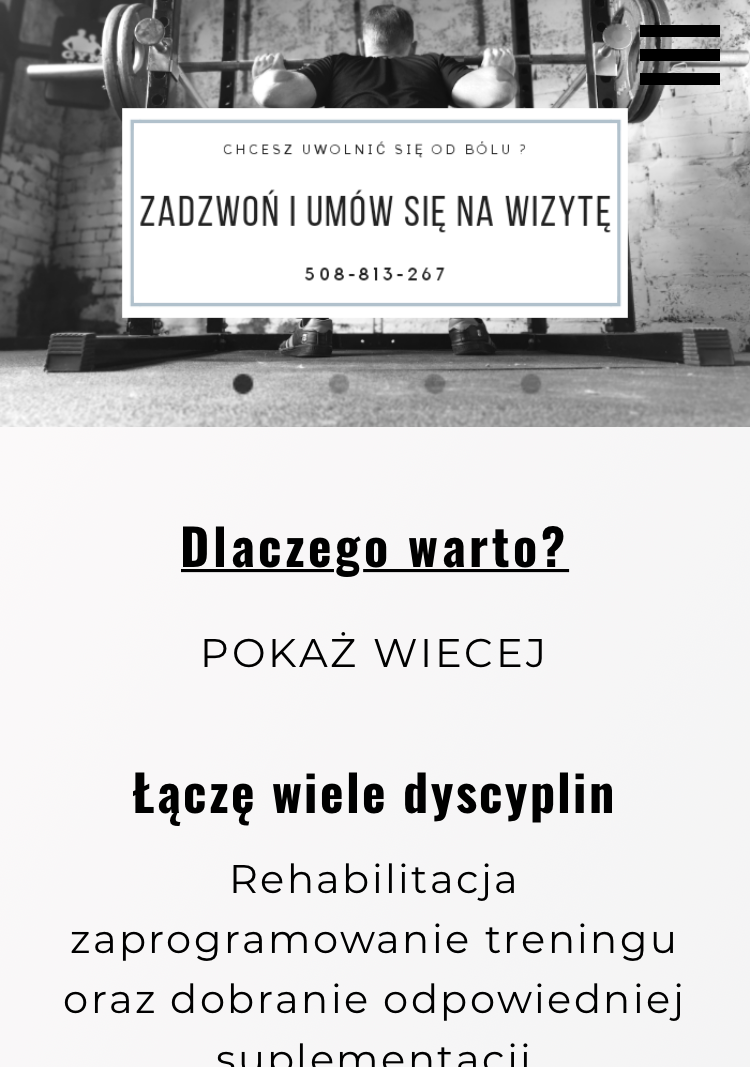 CHCESZ UWOLNIĆ SIĘ OD BÓLU ?
ZADZWOŃ I UMÓW SIĘ NA WIZYTĘ
508-813-267
Dlaczego warto?
POKAŻ WIECEJ
Łączę wiele dyscyplin
Rehabilitacja
zaprogramowanie treningu
oraz dobranie odpowiedniej
suplementacji